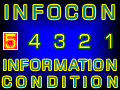 INFOCON
5 4 3 2 1
INFORMATION
CONDITION